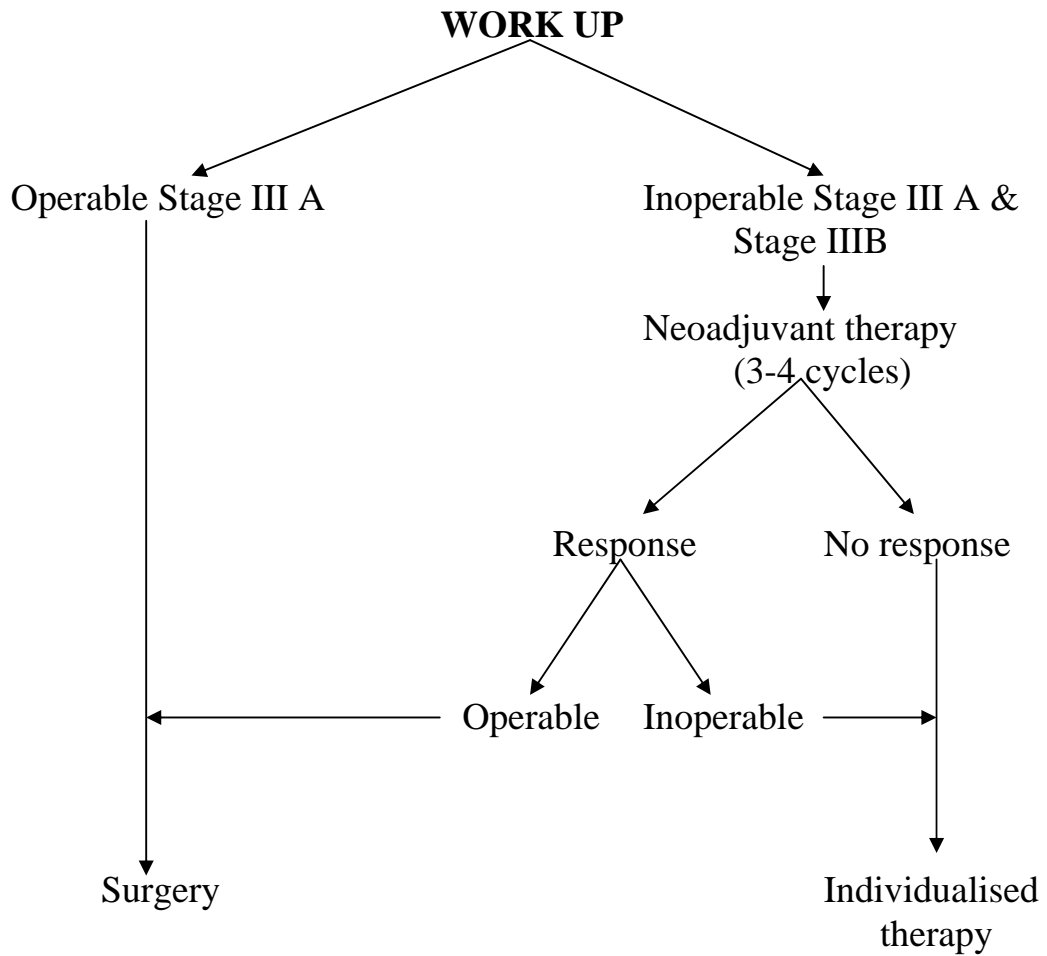 WORK UP
Operable Stage III A
Inoperable Stage III A &
Stage IIIB
Neoadjuvant therapy
(3-4 cycles)
Response
No response
Operable
Inoperable
Surgery
Individualised
therapy